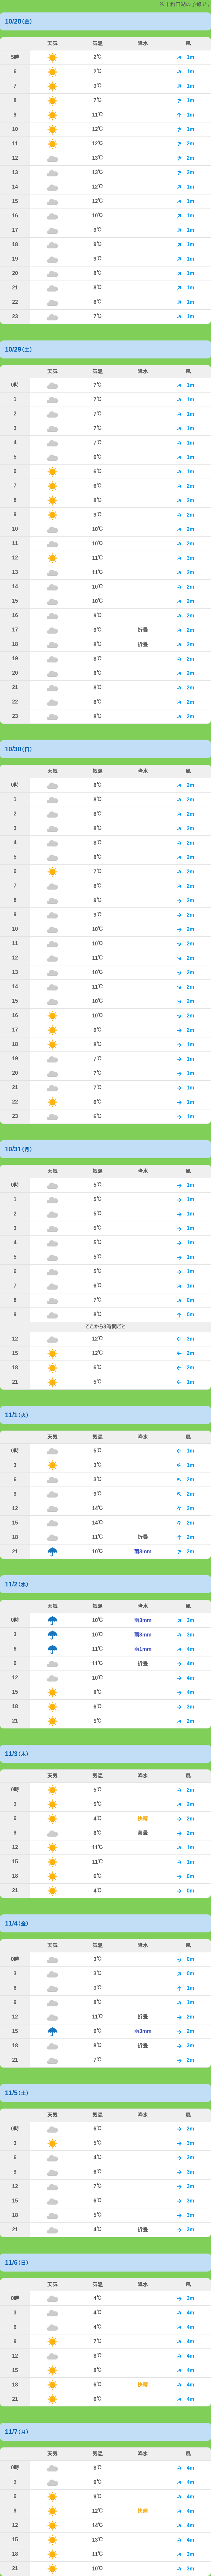 ※十和田湖の予報です
10/28(金)
天気 気温 降水 風
5時 2℃ 1m
6 2℃ 1m
7 3℃ 1m
8 7℃ 1m
9 11℃ 1m
10 12℃ 1m
11 12℃ 2m
12 13℃ 2m
13 13℃ 2m
14 12℃ 1m
15 12℃ 1m
16 10℃ 1m
17 9℃ 1m
18 9℃ 1m
19 9℃ 1m
20 8℃ 1m
21 8℃ 1m
22 8℃ 1m
23 7℃ 1m
10/29(土)
天気 気温 降水 風
0時 7℃ 1m
1 7℃ 1m
2 7℃ 1m
3 7℃ 1m
4 7℃ 1m
5 6℃ 1m
6 6℃ 1m
7 6℃ 2m
8 8℃ 2m
9 9℃ 2m
10 10℃ 2m
11 10℃ 2m
12 11℃ 3m
13 11℃ 2m
14 10℃ 2m
15 10℃ 2m
16 9℃ 2m
17 9℃ 折曇 2m
18 8℃ 折曇 2m
19 8℃ 2m
20 8℃ 2m
21 8℃ 2m
22 8℃ 2m
23 8℃ 2m
10/30(日)
天気 気温 降水 風
0時 8℃ 2m
1 8℃ 2m
2 8℃ 2m
3 8℃ 2m
4 8℃ 2m
5 8℃ 2m
6 7℃ 2m
7 8℃ 2m
8 9℃ 2m
9 9℃ 2m
10 10℃ 2m
11 10℃ 2m
12 11℃ 2m
13 10℃ 2m
14 11℃ 2m
15 10℃ 2m
16 10℃ 2m
17 9℃ 2m
18 8℃ 1m
19 7℃ 1m
20 7℃ 1m
21 7℃ 1m
22 6℃ 1m
23 6℃ 1m
10/31(月)
天気 気温 降水 風
0時 5℃ 1m
1 5℃ 1m
2 5℃ 1m
3 5℃ 1m
4 5℃ 1m
5 5℃ 1m
6 5℃ 1m
7 6℃ 1m
8 7℃ 0m
9 8℃ 0m
ここから3時間ごと
12 12℃ 3m
15 12℃ 2m
18 6℃ 2m
21 5℃ 1m
11/1(火)
天気 気温 降水 風
0時 5℃ 1m
3 3℃ 1m
6 3℃ 2m
9 9℃ 2m
12 14℃ 2m
15 14℃ 2m
18 11℃ 折曇 2m
21 10℃ 雨3mm 2m
11/2(水)
天気 気温 降水 風
0時 10℃ 雨3mm 3m
3 10℃ 雨3mm 3m
6 11℃ 雨1mm 4m
9 11℃ 折曇 4m
12 10℃ 4m
15 8℃ 4m
18 6℃ 3m
21 5℃ 2m
11/3(木)
天気 気温 降水 風
0時 5℃ 2m
3 5℃ 2m
6 4℃ 快晴 2m
9 8℃ 薄曇 2m
12 11℃ 1m
15 11℃ 1m
18 6℃ 0m
21 4℃ 0m
11/4(金)
天気 気温 降水 風
0時 3℃ 0m
3 3℃ 0m
6 3℃ 1m
9 8℃ 1m
12 11℃ 折曇 2m
15 9℃ 雨3mm 2m
18 8℃ 折曇 3m
21 7℃ 2m
11/5(土)
天気 気温 降水 風
0時 6℃ 2m
3 5℃ 3m
6 4℃ 3m
9 6℃ 3m
12 7℃ 3m
15 6℃ 3m
18 5℃ 3m
21 4℃ 折曇 3m
11/6(日)
天気 気温 降水 風
0時 4℃ 3m
3 4℃ 4m
6 4℃ 4m
9 7℃ 4m
12 8℃ 4m
15 8℃ 4m
18 6℃ 快晴 4m
21 6℃ 4m
11/7(月)
天気 気温 降水 風
0時 8℃ 4m
3 9℃ 4m
6 9℃ 4m
9 12℃ 快晴 4m
12 14℃ 4m
15 13℃ 4m
18 11℃ 3m
21 10℃ 3m